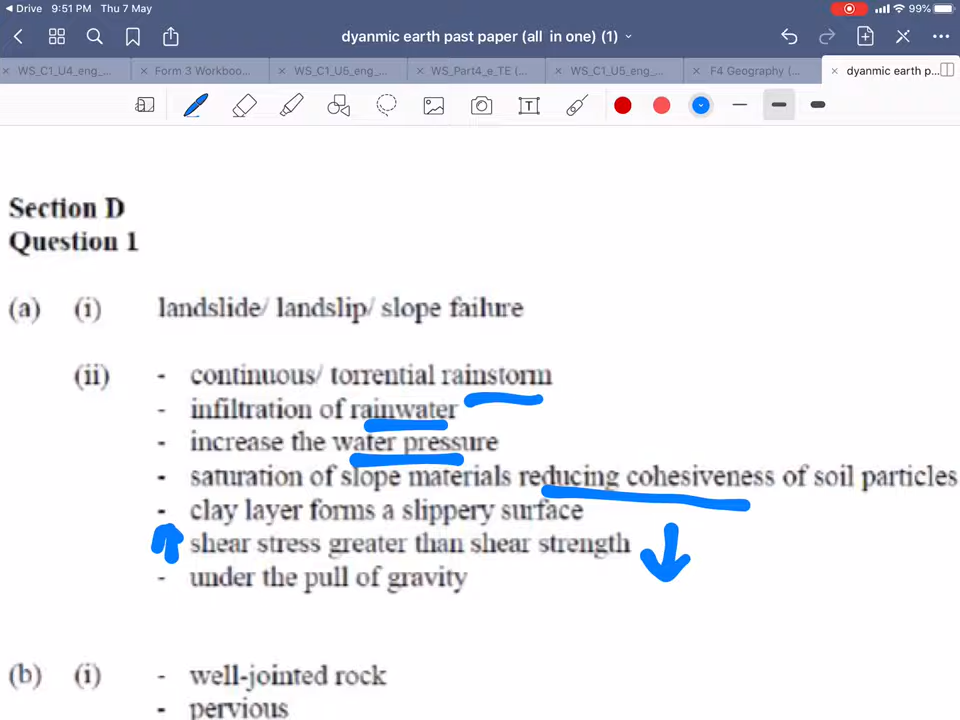 Drive 9:51 PM Thu 7 May 99%
dyanmic earth past paper (all in one) (1)
WS_C1_U4_eng_... Form 3 Workboo... WS_C1_U5_eng_... WS_Part4_e_TE (... WS_C1_U5_eng_... F4 Geography (... dyanmic earth p...
T
Section D
Question 1
(a) (i) landslide/ landslip/ slope failure
(ii) - continuous/ torrential rainstorm
- infiltration of rainwater
- increase the water pressure
- saturation of slope materials reducing cohesiveness of soil particles
- clay layer forms a slippery surface
shear stress greater than shear strength
- under the pull of gravity
(b) (i) - well-jointed rock
- pervious